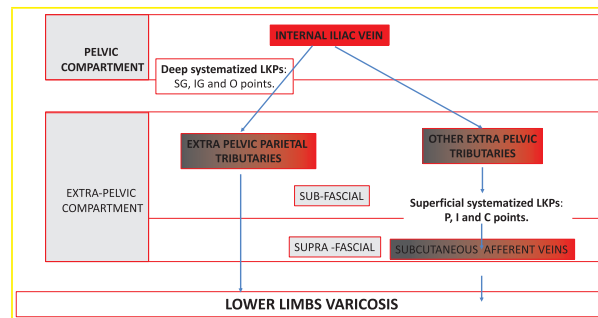 INTERNAL ILIAC VEIN
PELVIC
COMPARTMENT
Deep systematized LKPs:
SG, IG and O points.
EXTRA PELVIC PARIETAL
TRIBUTARIES
OTHER EXTRA PELVIC
TRIBUTARIES
EXTRA-PELVIC
COMPARTMENT
SUB-FASCIAL
Superficial systematized LKPs:
P, I and C points.
SUPRA -FASCIAL
SUBCUTANEOUS AFFERENT VEINS
LOWER LIMBS VARICOSIS